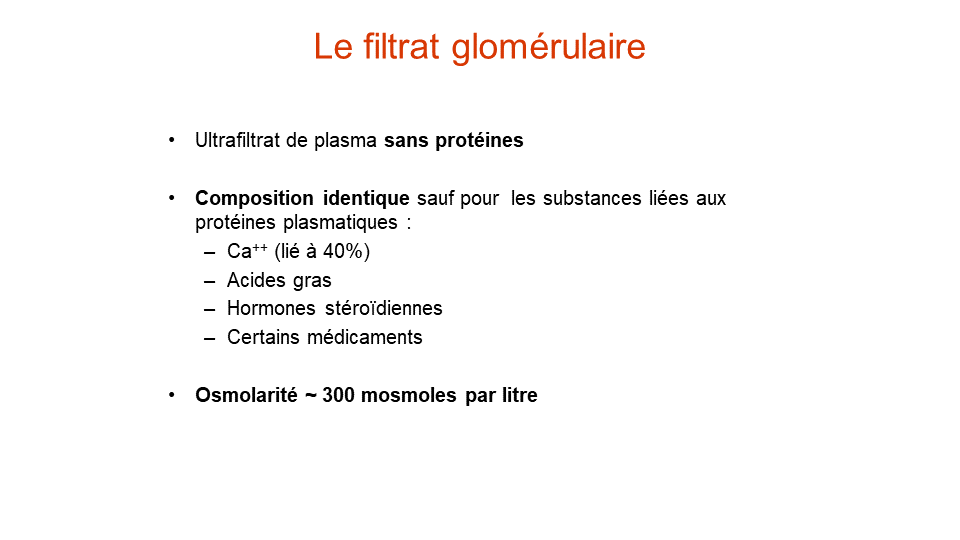 Le filtrat glomérulaire
• Ultrafiltrat de plasma sans protéines
• Composition identique sauf pour les substances liées aux
protéines plasmatiques :
– Ca⁺⁺ (lié à 40%)
– Acides gras
– Hormones stéroïdiennes
– Certains médicaments
• Osmolarité ~ 300 mosmoles par litre